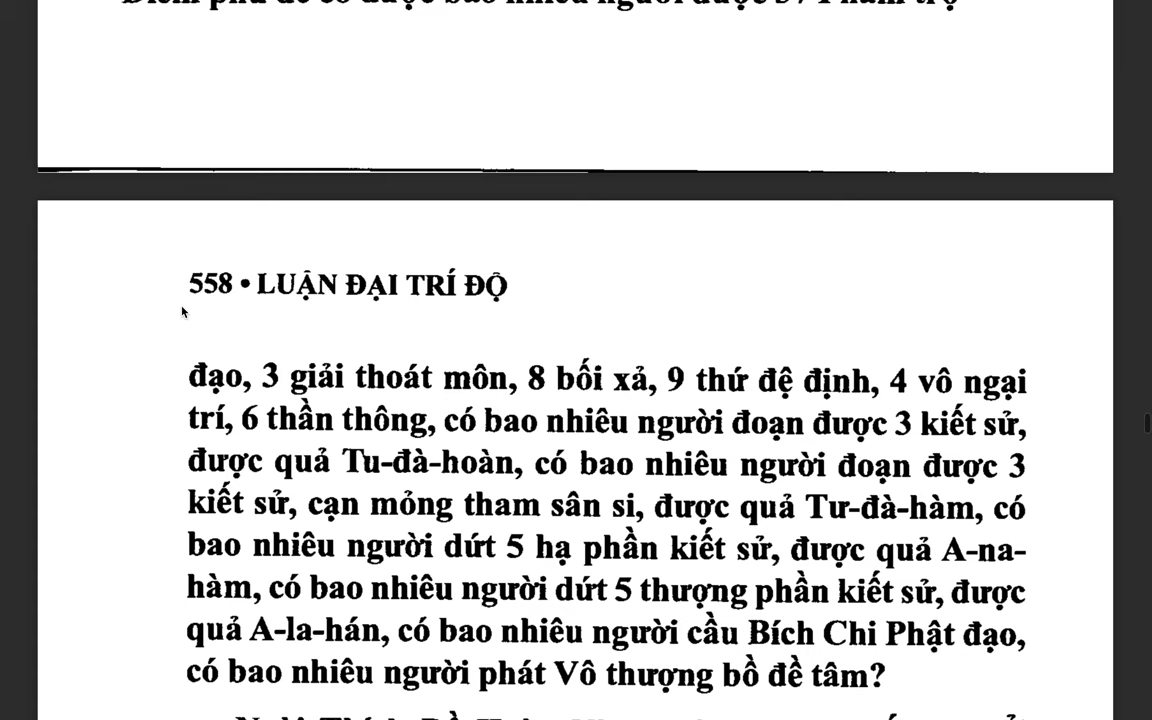 558 • LUẬN ĐẠI TRÍ ĐỘ
đạo, 3 giải thoát môn, 8 bối xả, 9 thứ đệ định, 4 vô ngại
trí, 6 thần thông, có bao nhiêu người đoạn được 3 kiết sử,
được quả Tu-đà-hoàn, có bao nhiêu người đoạn được 3
kiết sử, cạn mỏng tham sân si, được quả Tư-đà-hàm, có
bao nhiêu người dứt 5 hạ phần kiết sử, được quả A-na-
hàm, có bao nhiêu người dứt 5 thượng phần kiết sử, được
quả A-la-hán, có bao nhiêu người cầu Bích Chi Phật đạo,
có bao nhiêu người phát Vô thượng bồ đề tâm?